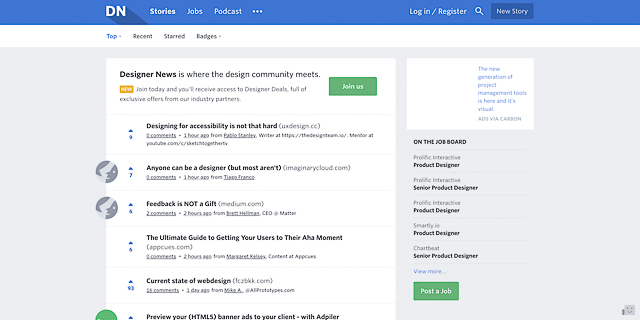 DN
Stories
Jobs
Podcast
Log in / Register
New Story
Top
Recent
Starred
Badges
Designer News is where the design community meets.
NEW Join today and you'll receive access to Designer Deals, full of
exclusive offers from our industry partners.
Join us
Designing for accessibility is not that hard (uxdesign.cc)
9
0 comments • 1 hour ago from Pablo Stanley, Writer at https://thedesignteam.io/. Mentor at
youtube.com/c/sketchtogethertv
Anyone can be a designer (but most aren't) (imaginarycloud.com)
7
0 comments • 1 hour ago from Tiago Franco
Feedback is NOT a Gift (medium.com)
6
2 comments • 2 hours ago from Brett Hellman, CEO @ Matter
The Ultimate Guide to Getting Your Users to Their Aha Moment
(appcues.com)
6
0 comments • 2 hours ago from Margaret Kelsey, Content at Appcues
Current state of webdesign (fczbkk.com)
93
16 comments • 1 day ago from Mike A., @AllPrototypes.com
Preview your (HTML5) banner ads to your client - with Adpiler
The new
generation of
project
management tools
is here and it's
visual.
ADS VIA CARBON
ON THE JOB BOARD
Prolific Interactive
Product Designer
Prolific Interactive
Senior Product Designer
Prolific Interactive
Product Designer
Smartly.io
Product Designer
Chartbeat
Senior Product Designer
View more...
Post a Job